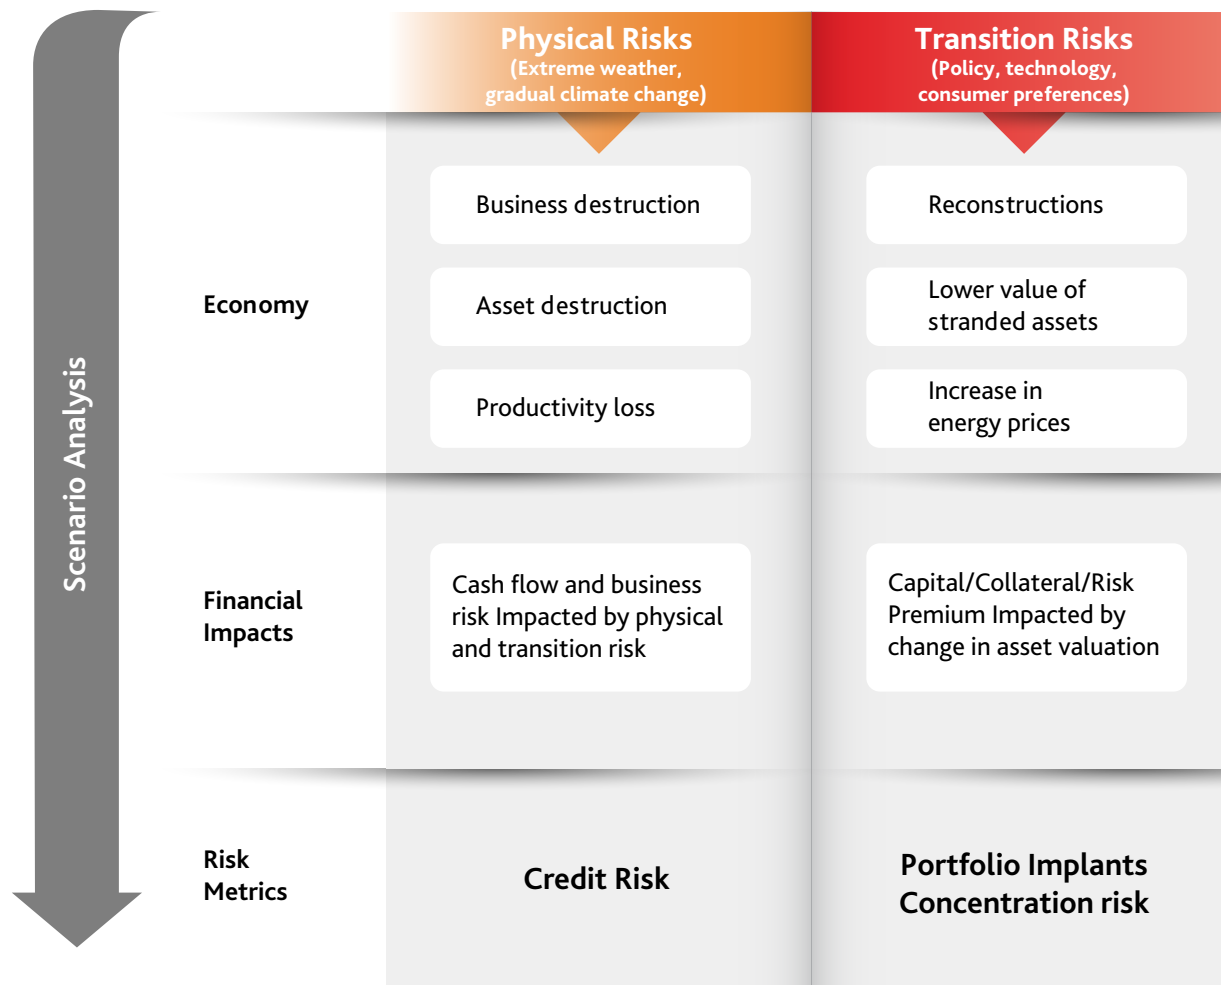 Physical Risks
(Extreme weather,
gradual climate change)
Transition Risks
(Policy, technology,
consumer preferences)
Scenario Analysis
Economy
Business destruction
Asset destruction
Productivity loss
Reconstructions
Lower value of
stranded assets
Increase in
energy prices
Financial
Impacts
Cash flow and business
risk Impacted by physical
and transition risk
Capital/Collateral/Risk
Premium Impacted by
change in asset valuation
Risk
Metrics
Credit Risk
Portfolio Implants
Concentration risk